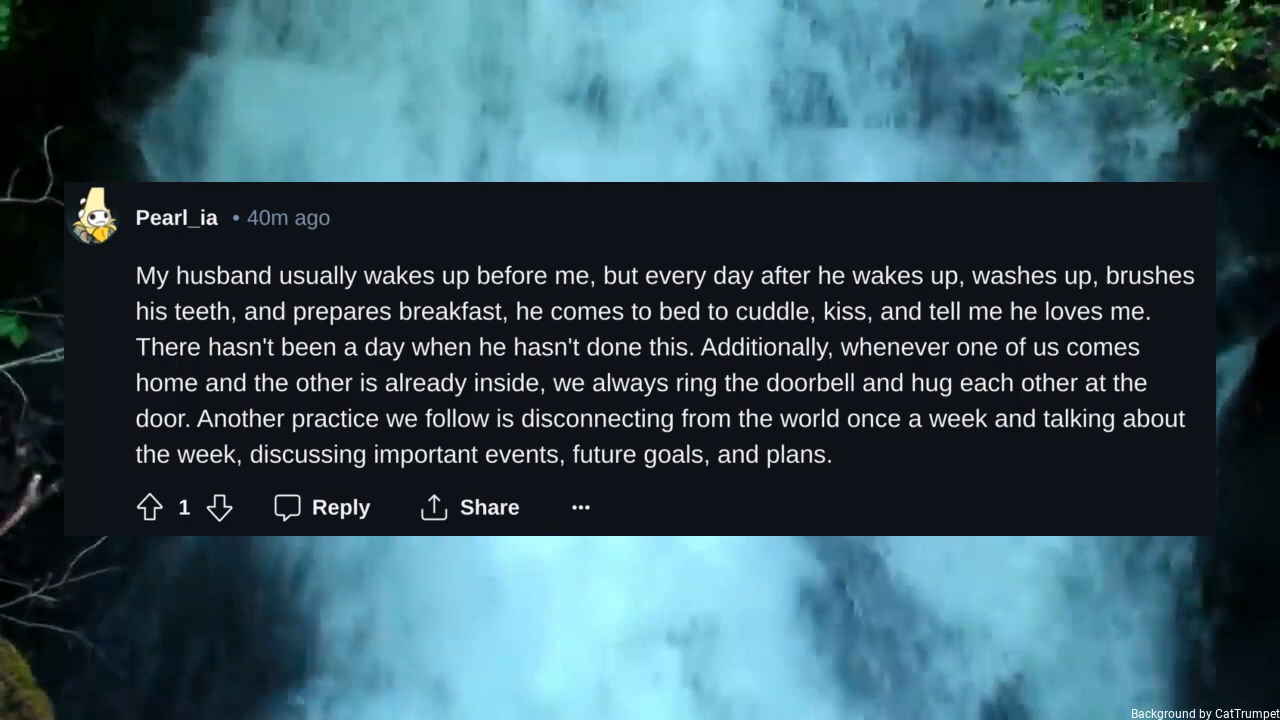 Pearl_ia • 40m ago
My husband usually wakes up before me, but every day after he wakes up, washes up, brushes
his teeth, and prepares breakfast, he comes to bed to cuddle, kiss, and tell me he loves me.
There hasn't been a day when he hasn't done this. Additionally, whenever one of us comes
home and the other is already inside, we always ring the doorbell and hug each other at the
door. Another practice we follow is disconnecting from the world once a week and talking about
the week, discussing important events, future goals, and plans.
1 Reply Share ···
Background by CatTrumpet